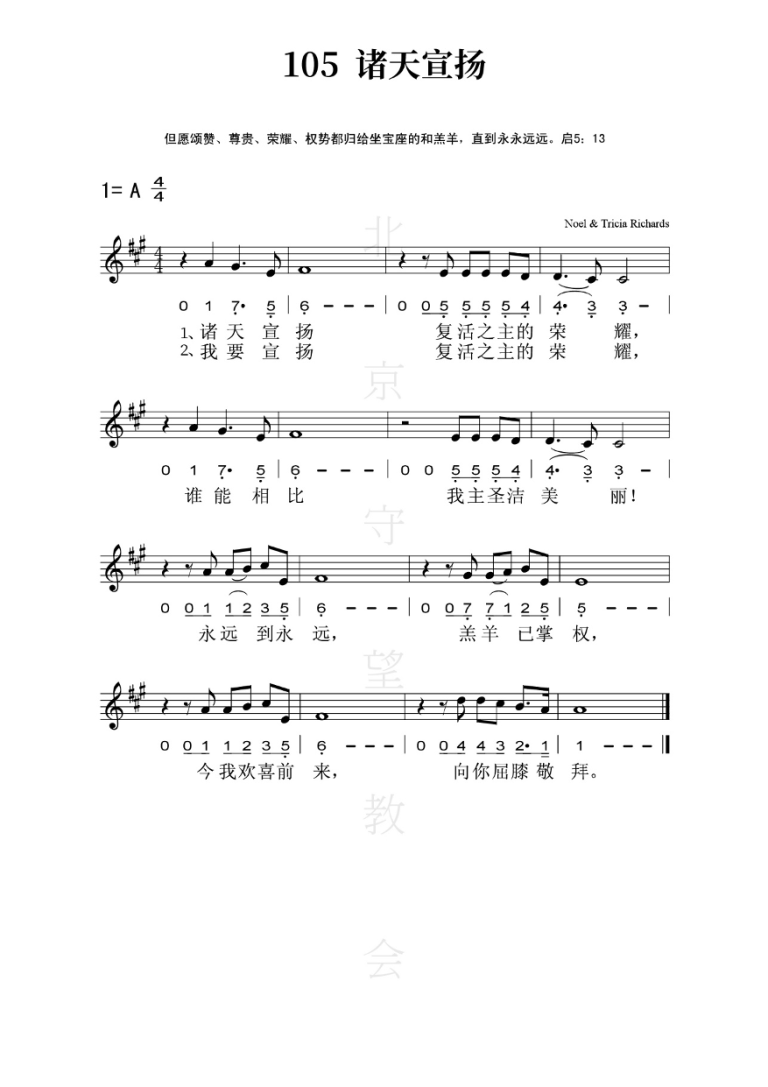 105 诸天宣扬
但愿颂赞、尊贵、荣耀、权势都归给坐宝座的和羔羊，直到永永远远。启5：13
1= A 4/4
Noel & Tricia Richards
0 1 7· 5 | 6 - - - | 0 0 5 5 5 5 4 | 4· 3 3 - |
1、诸天宣扬 复活之主的荣耀，
2、我要宣扬 复活之主的荣耀，
0 1 7· 5 | 6 - - - | 0 0 5 5 5 4 | 4· 3 3 - |
谁能相比 我主圣洁美丽！
0 0 1 1 2 3 5 | 6 - - - | 0 0 7 7 1 2 5 | 5 - - - |
永远到永远， 羔羊已掌权，
0 0 1 1 2 3 5 | 6 - - - | 0 0 4 4 3 2· 1 | 1 - - - ||
今我欢喜前来， 向你屈膝敬拜。
北京守望教会